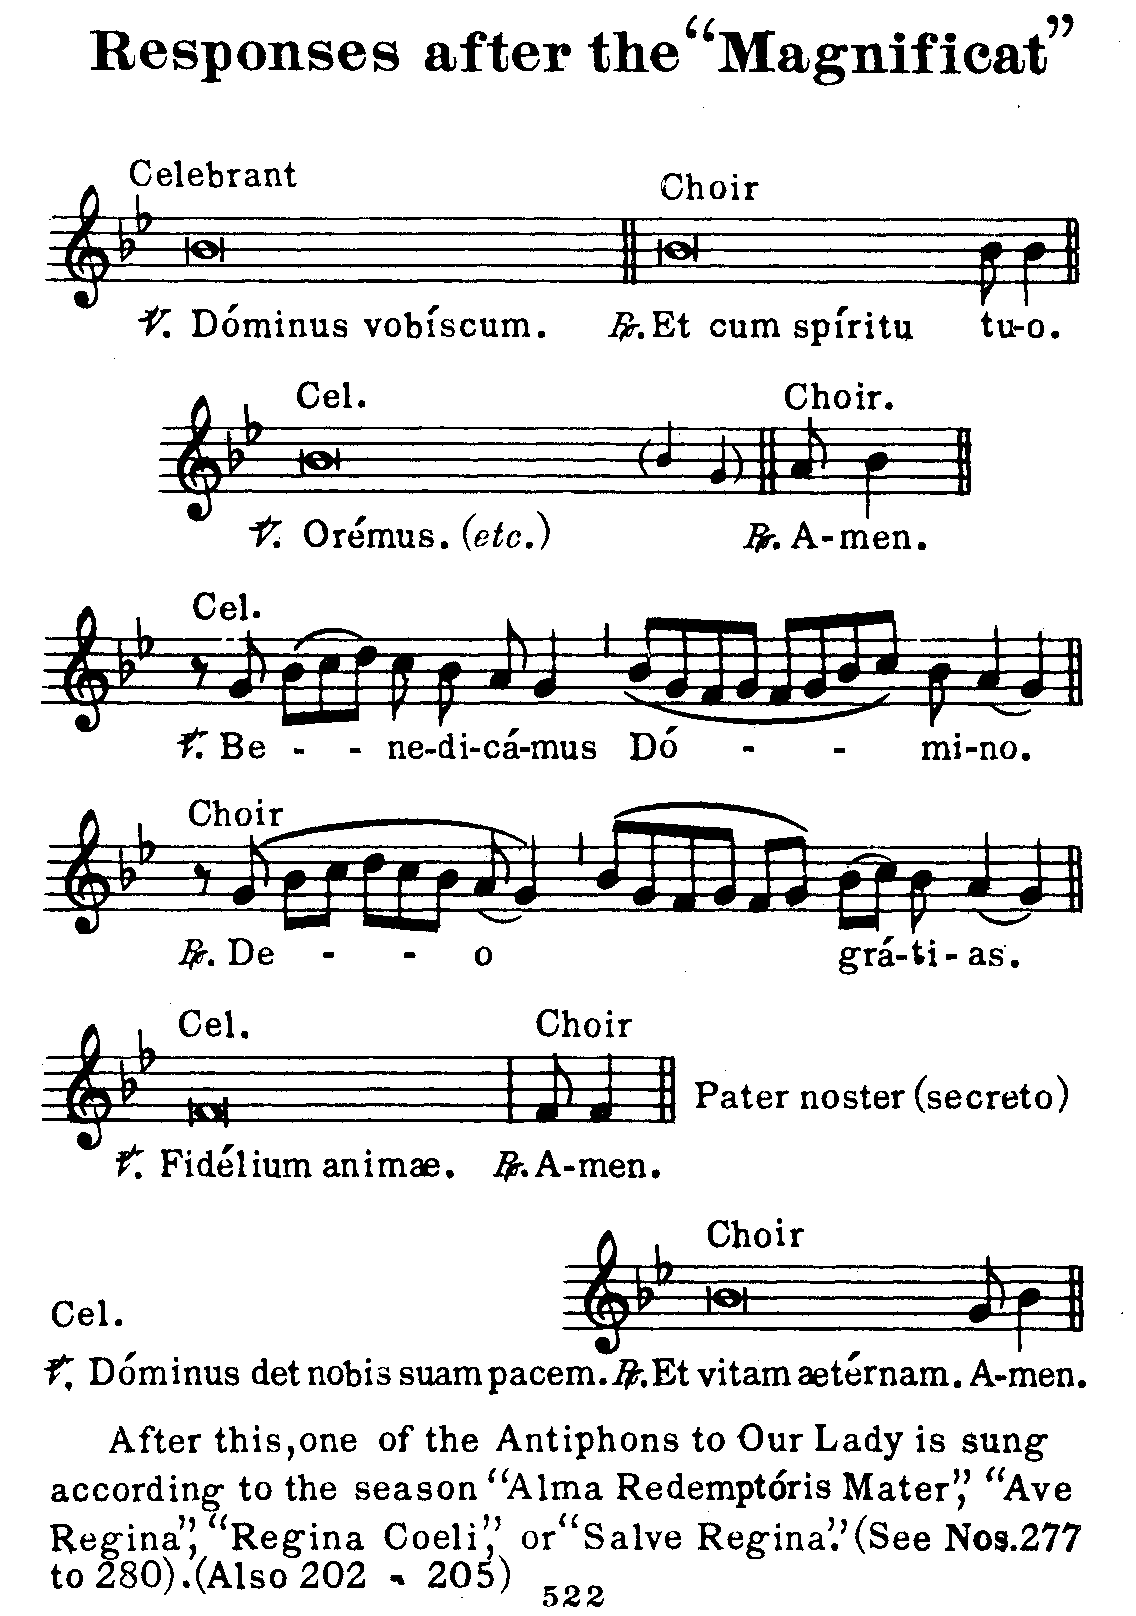 Responses after the “Magnificat”
Celebrant Choir
℣. Dóminus vobíscum. ℟. Et cum spíritu tu-o.
Cel. Choir.
℣. Orémus. (etc.) ℟. A-men.
Cel.
℣. Be - - ne-di-cá-mus Dó - - mi-no.
Choir
℟. De - - o grá-ti-as.
Cel. Choir
Pater noster (secreto)
℣. Fidélium animæ. ℟. A-men.
Choir
Cel.
℣. Dóminus det nobis suam pacem. ℟. Et vitam ætérnam. A-men.
After this, one of the Antiphons to Our Lady is sung
according to the season “Alma Redemptóris Mater”, “Ave
Regina”, “Regina Coeli”, or “Salve Regina”. (See Nos. 277
to 280). (Also 202 - 205)
522